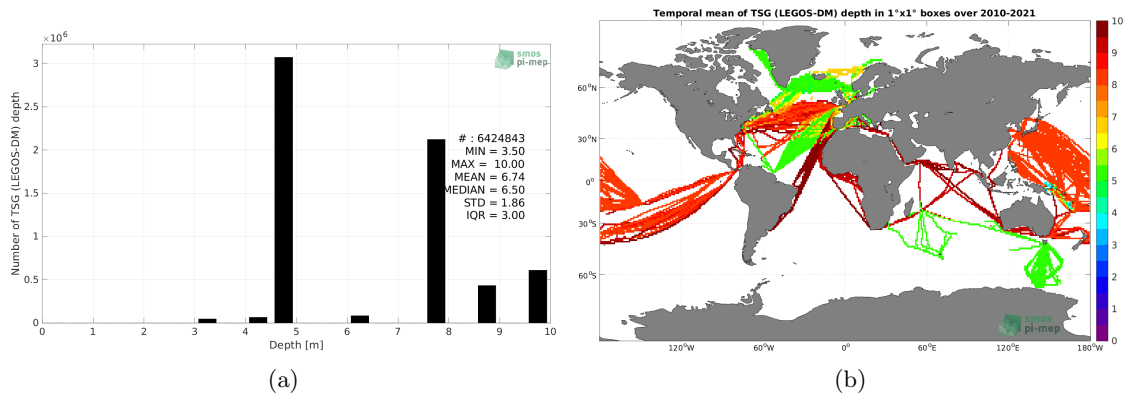 ×10⁶
3
2.5
2
1.5
1
0.5
0
0 1 2 3 4 5 6 7 8 9 10
Number of TSG (LEGOS-DM) depth
Depth [m]
smos
pi-mep
# : 6424843
MIN = 3.50
MAX = 10.00
MEAN = 6.74
MEDIAN = 6.50
STD = 1.86
IQR = 3.00
(a)
Temporal mean of TSG (LEGOS-DM) depth in 1°x1° boxes over 2010-2021
60°N
30°N
0°
30°S
60°S
120°W 60°W 0° 60°E 120°E 180°W
smos
pi-mep
10
9
8
7
6
5
4
3
2
1
0
(b)